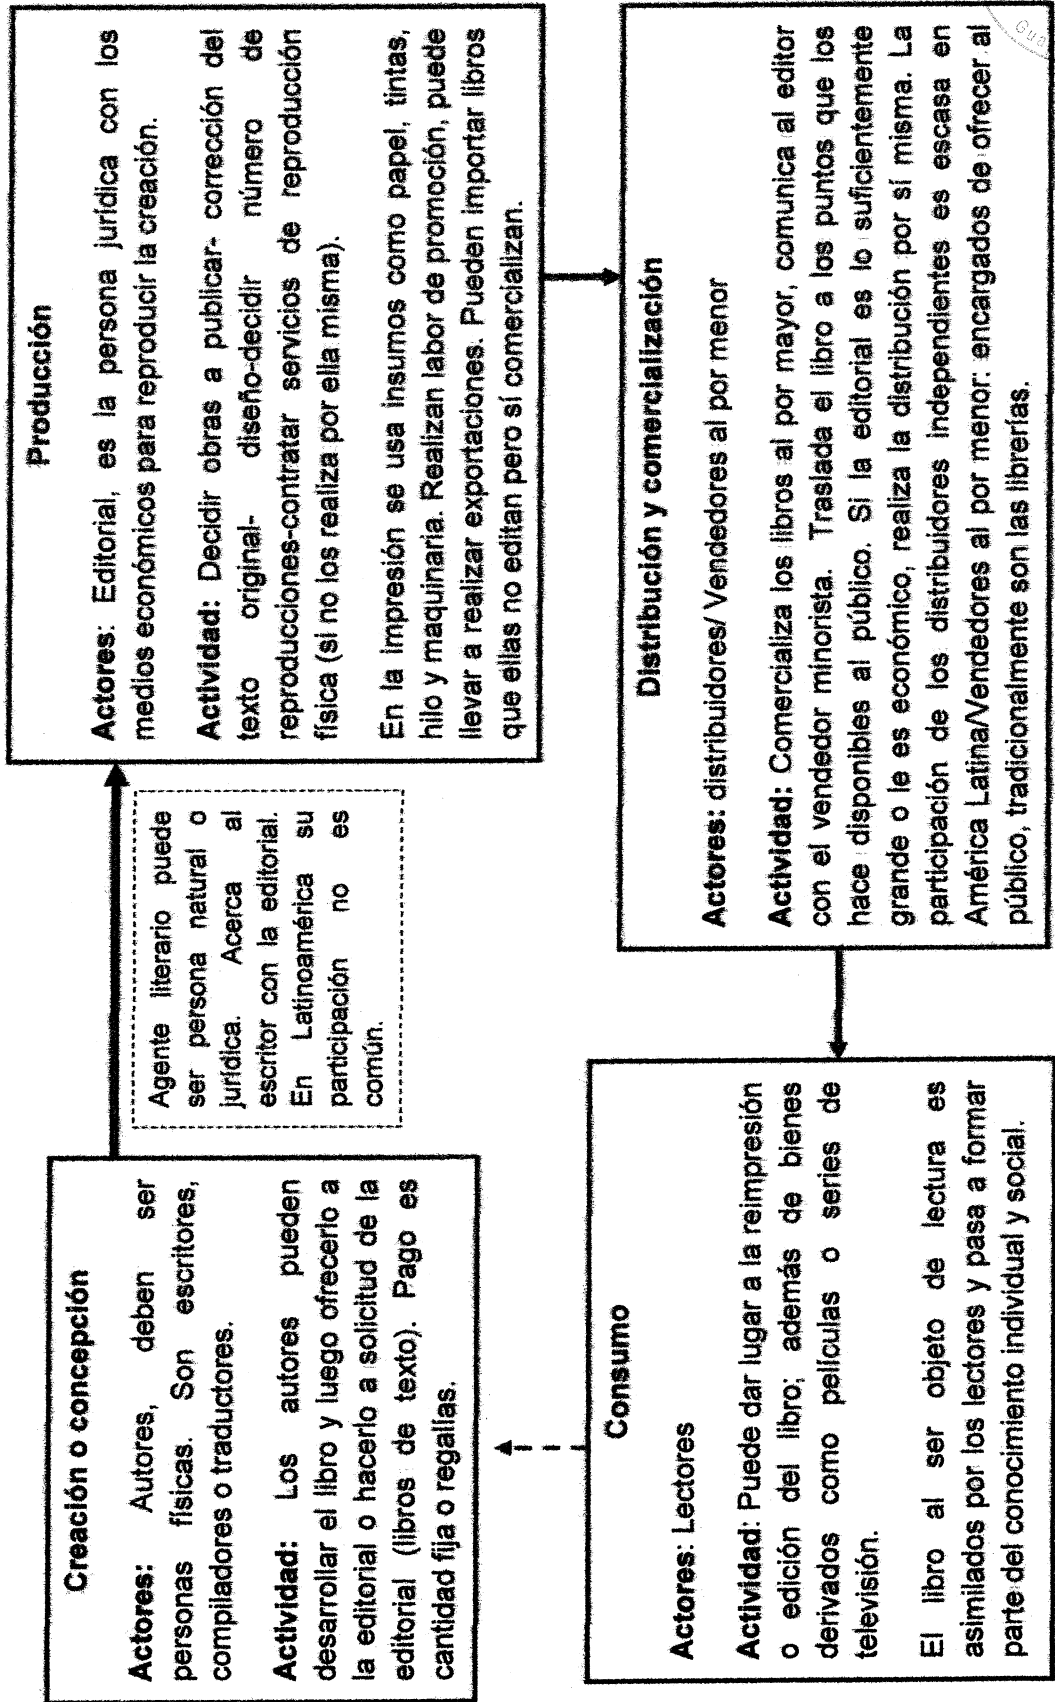 Creación o concepción
Actores: Autores, deben ser
personas físicas. Son escritores,
compiladores o traductores.
Actividad: Los autores pueden
desarrollar el libro y luego ofrecerlo a
la editorial o hacerlo a solicitud de la
editorial (libros de texto). Pago es
cantidad fija o regalías.
Agente literario puede
ser persona natural o
jurídica. Acerca al
escritor con la editorial.
En Latinoamérica su
participación no es
común.
Producción
Actores: Editorial, es la persona jurídica con los
medios económicos para reproducir la creación.
Actividad: Decidir obras a publicar- corrección del
texto original- diseño-decidir número de
reproducciones-contratar servicios de reproducción
física (si no los realiza por ella misma).
En la impresión se usa insumos como papel, tintas,
hilo y maquinaria. Realizan labor de promoción, puede
llevar a realizar exportaciones. Pueden importar libros
que ellas no editan pero sí comercializan.
Distribución y comercialización
Actores: distribuidores/ Vendedores al por menor
Actividad: Comercializa los libros al por mayor, comunica al editor
con el vendedor minorista. Traslada el libro a los puntos que los
hace disponibles al público. Si la editorial es lo suficientemente
grande o le es económico, realiza la distribución por sí misma. La
participación de los distribuidores independientes es escasa en
América Latina/Vendedores al por menor: encargados de ofrecer al
público, tradicionalmente son las librerías.
Consumo
Actores: Lectores
Actividad: Puede dar lugar a la reimpresión
o edición del libro; además de bienes
derivados como películas o series de
televisión.
El libro al ser objeto de lectura es
asimilados por los lectores y pasa a formar
parte del conocimiento individual y social.